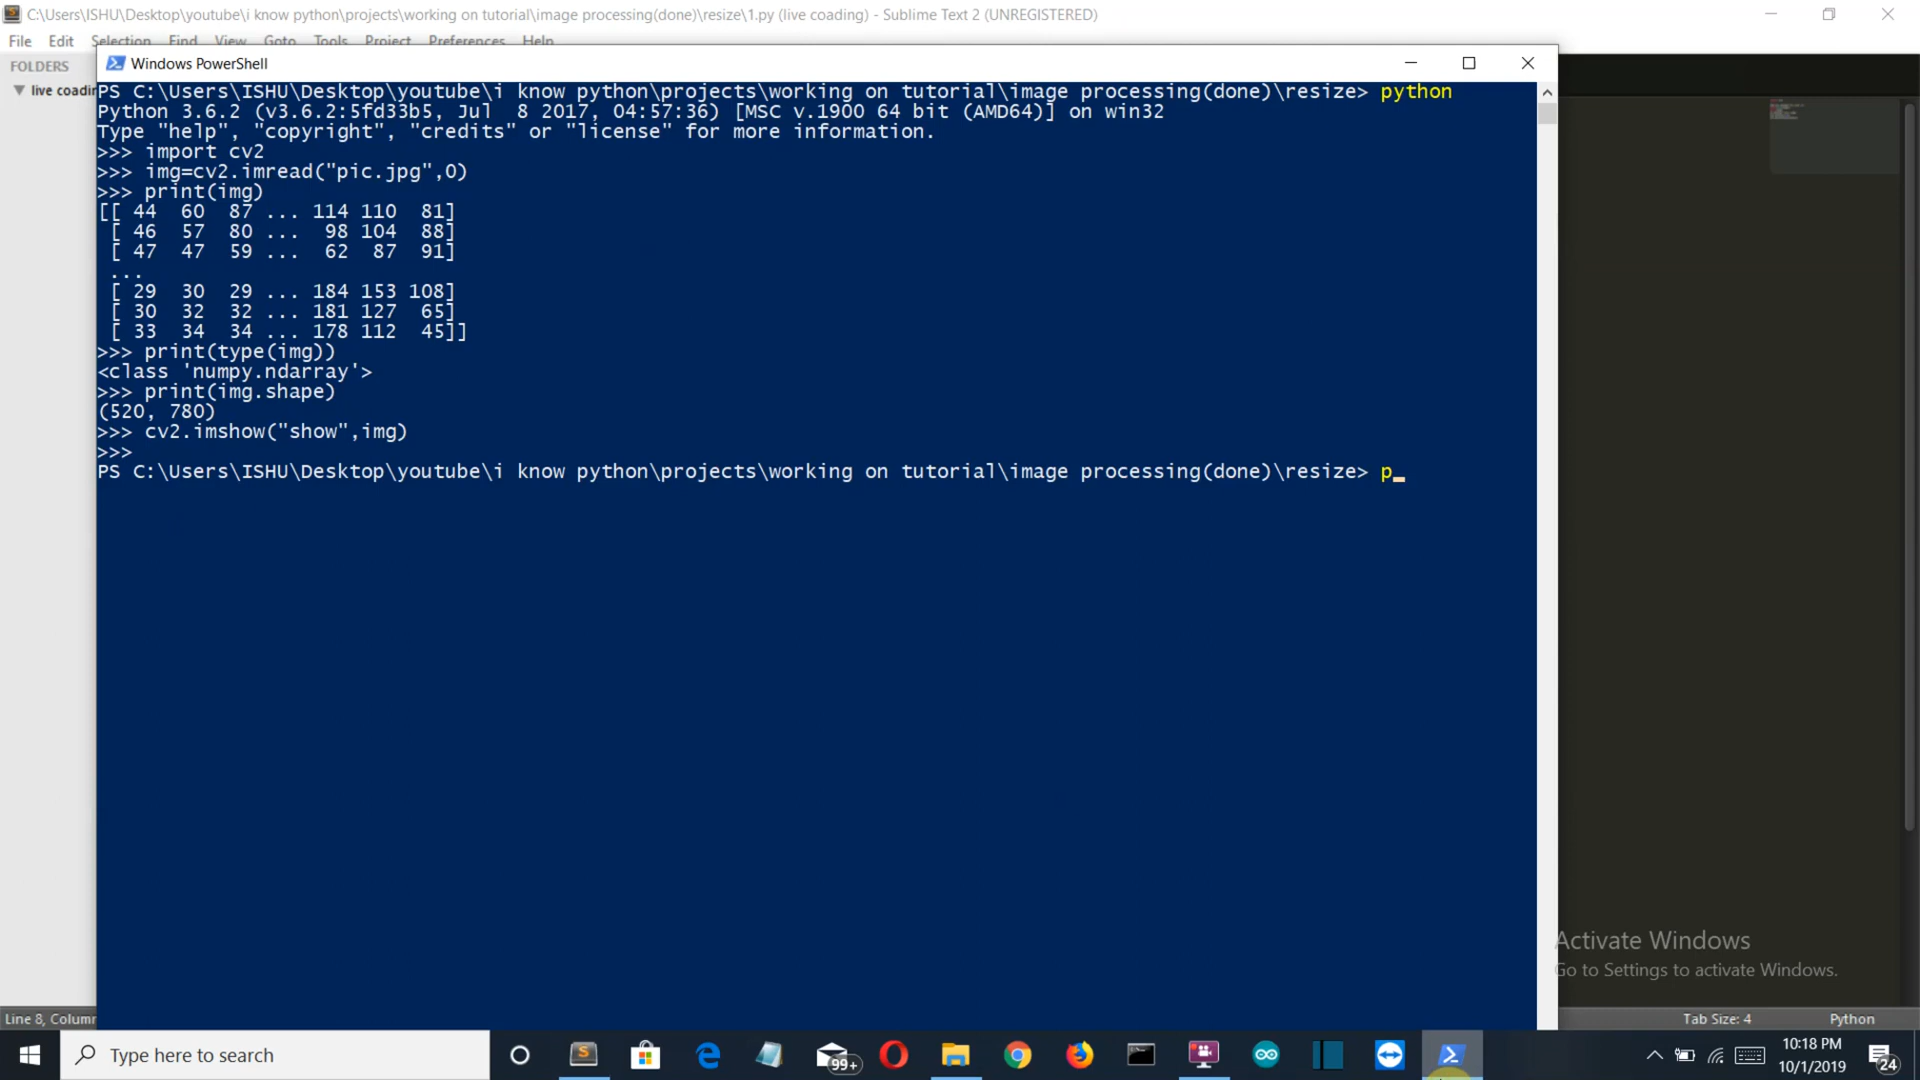 C:\Users\ISHU\Desktop\youtube\i know python\projects\working on tutorial\image processing(done)\resize\1.py (live coading) - Sublime Text 2 (UNREGISTERED)
File Edit Selection Find View Goto Tools Project Preferences Help
FOLDERS
live coadin
Windows PowerShell
PS C:\Users\ISHU\Desktop\youtube\i know python\projects\working on tutorial\image processing(done)\resize> python
Python 3.6.2 (v3.6.2:5fd33b5, Jul  8 2017, 04:57:36) [MSC v.1900 64 bit (AMD64)] on win32
Type "help", "copyright", "credits" or "license" for more information.
>>> import cv2
>>> img=cv2.imread("pic.jpg",0)
>>> print(img)
[[ 44  60  87 ... 114 110  81]
 [ 46  57  80 ...  98 104  88]
 [ 47  47  59 ...  62  87  91]
 ...
 [ 29  30  29 ... 184 153 108]
 [ 30  32  32 ... 181 127  65]
 [ 33  34  34 ... 178 112  45]]
>>> print(type(img))
<class 'numpy.ndarray'>
>>> print(img.shape)
(520, 780)
>>> cv2.imshow("show",img)
>>>
PS C:\Users\ISHU\Desktop\youtube\i know python\projects\working on tutorial\image processing(done)\resize> p_
Activate Windows
Go to Settings to activate Windows.
Line 8, Column
Tab Size: 4
Python
Type here to search
99+
10:18 PM
10/1/2019
24